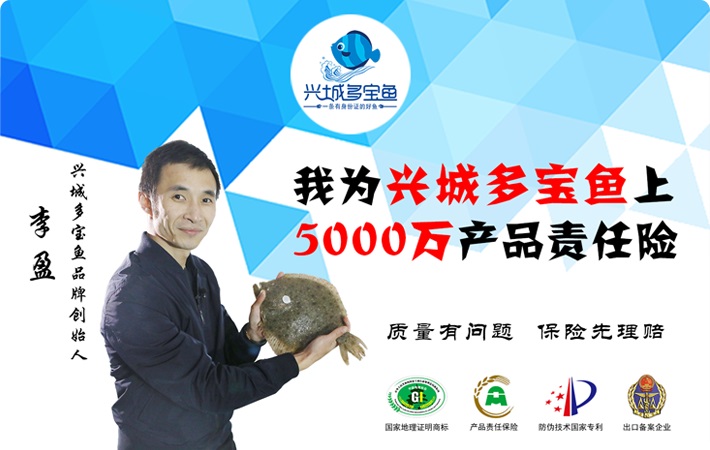 兴城多宝鱼
一条有身份证的好鱼
我为兴城多宝鱼上
5000万产品责任险
兴城多宝鱼品牌创始人
李盈
质量有问题 保险先理赔
GI
国家地理证明商标
产品责任保险
防伪技术国家专利
出口备案企业